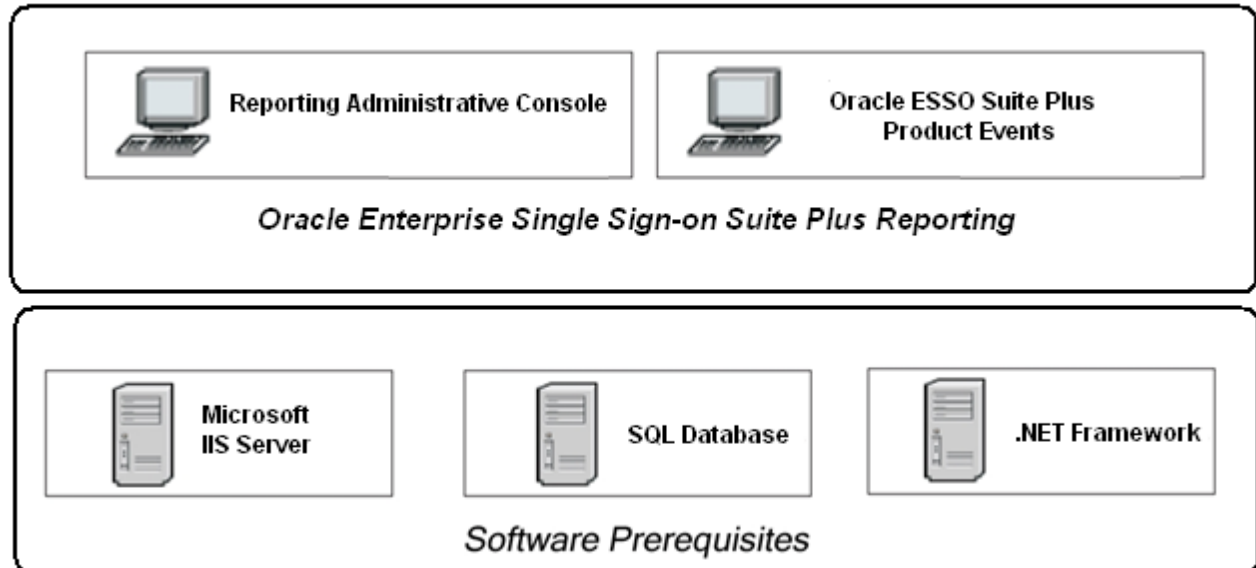 Reporting Administrative Console
Oracle ESSO Suite Plus
Product Events
Oracle Enterprise Single Sign-on Suite Plus Reporting
Microsoft
IIS Server
SQL Database
.NET Framework
Software Prerequisites